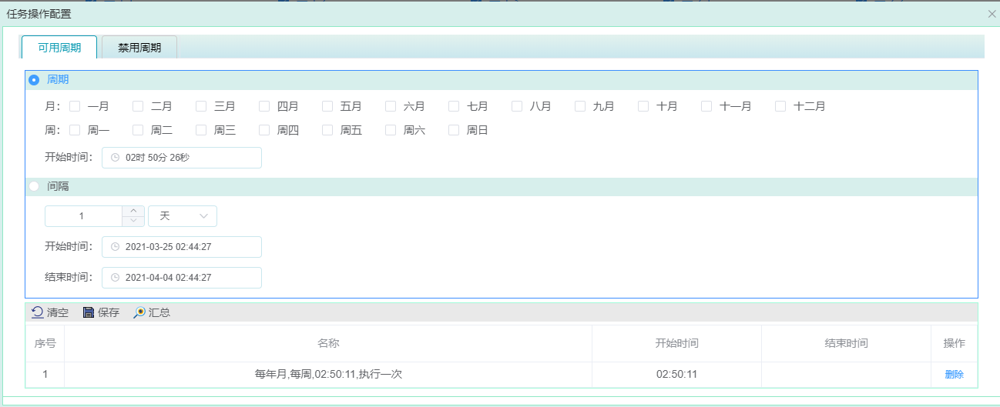 任务操作配置
可用周期 禁用周期
周期
月: 一月 二月 三月 四月 五月 六月 七月 八月 九月 十月 十一月 十二月
周: 周一 周二 周三 周四 周五 周六 周日
开始时间: 02时 50分 26秒
间隔
1 天
开始时间: 2021-03-25 02:44:27
结束时间: 2021-04-04 02:44:27
清空 保存 汇总
序号 名称 开始时间 结束时间 操作
1 每年月,每周,02:50:11,执行一次 02:50:11 删除